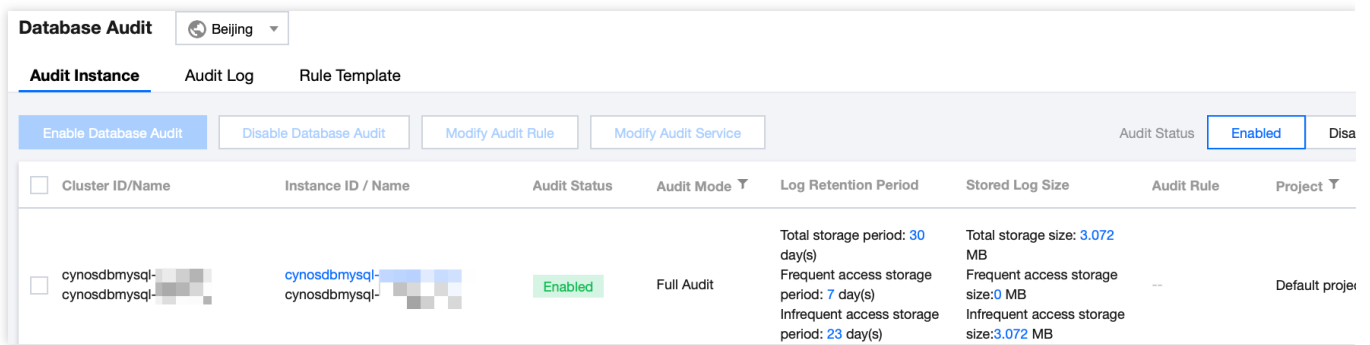 Database Audit Beijing
Audit Instance Audit Log Rule Template
Enable Database Audit Disable Database Audit Modify Audit Rule Modify Audit Service Audit Status Enabled Disa
Cluster ID/Name Instance ID / Name Audit Status Audit Mode Log Retention Period Stored Log Size Audit Rule Project
Total storage period: 30 Total storage size: 3.072
day(s) MB
cynosdbmysql- cynosdbmysql- Frequent access storage Frequent access storage
Enabled Full Audit period: 7 day(s) size:0 MB -- Default projec
cynosdbmysql- cynosdbmysql- Infrequent access storage Infrequent access storage
period: 23 day(s) size:3.072 MB